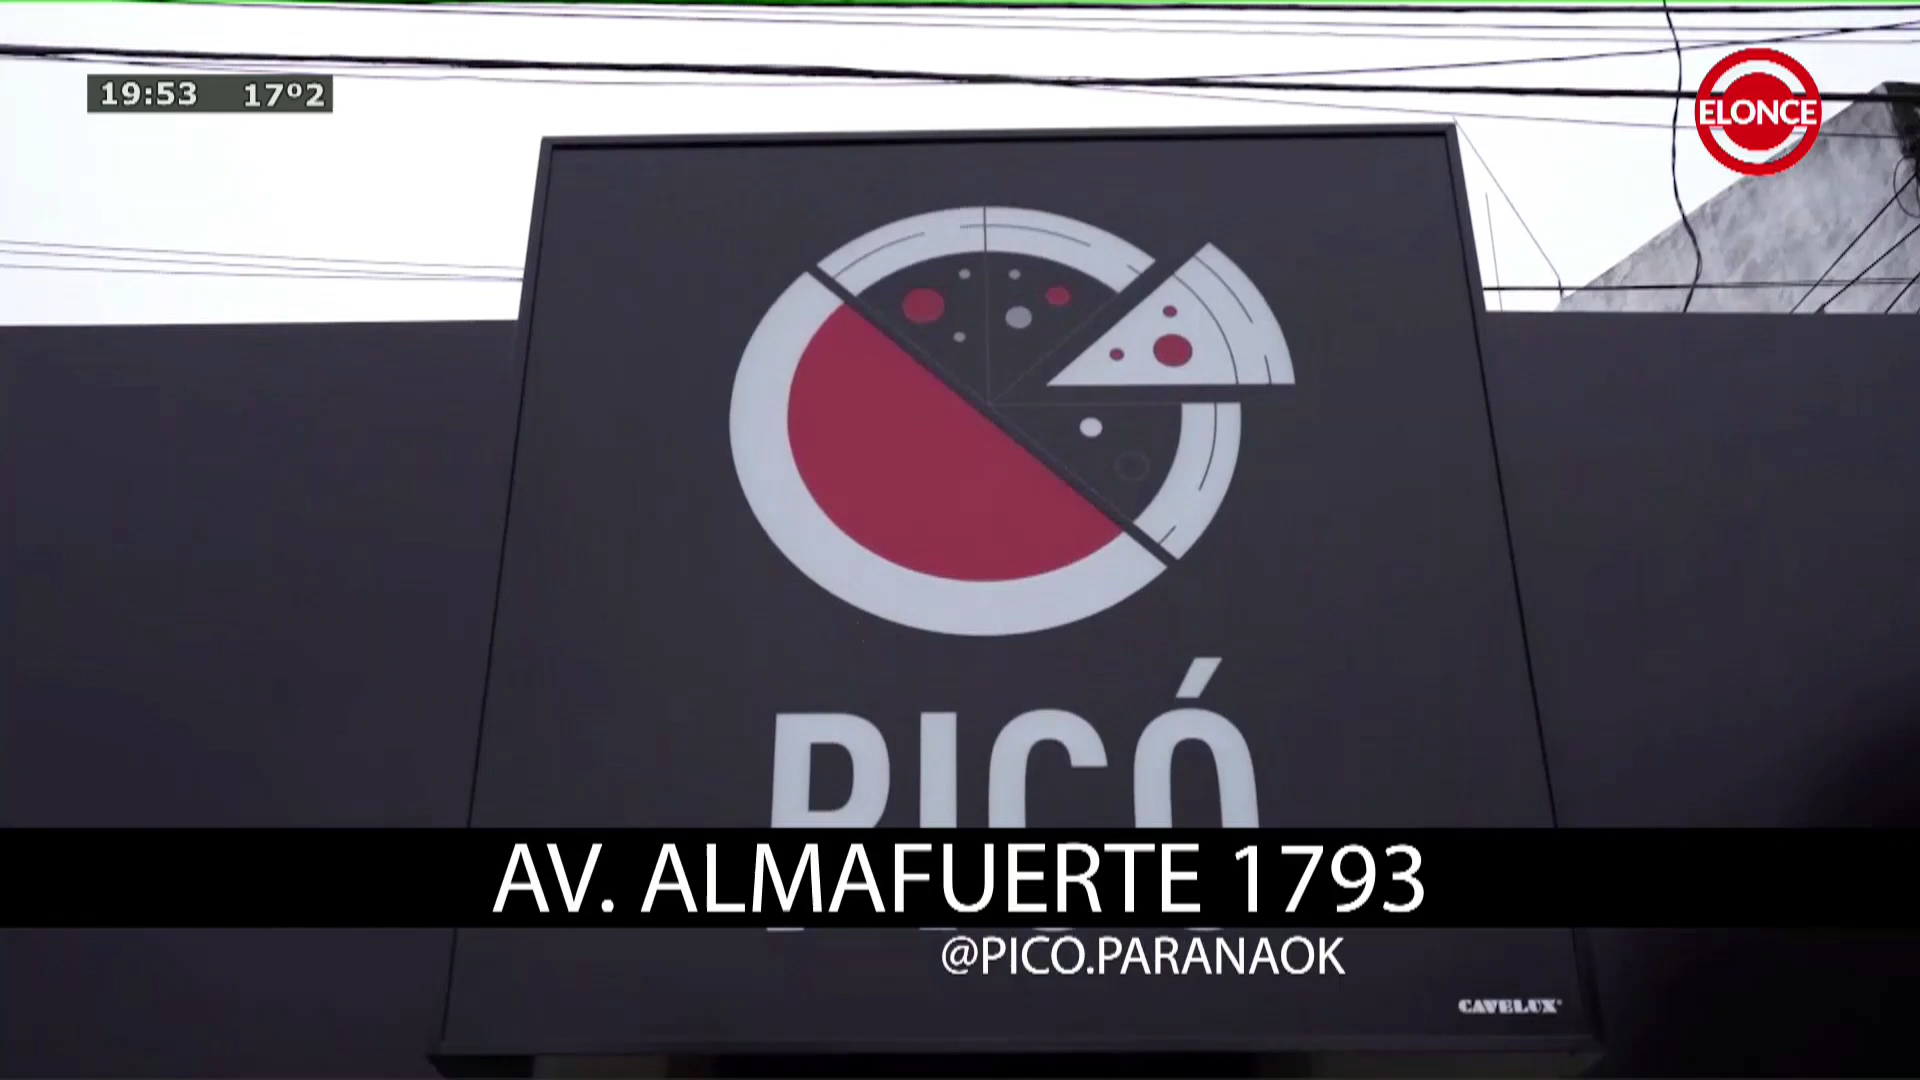 19:53 17º2
ELONCE
PICÓ
AV. ALMAFUERTE 1793
@PICO.PARANAOK
CAVELUX